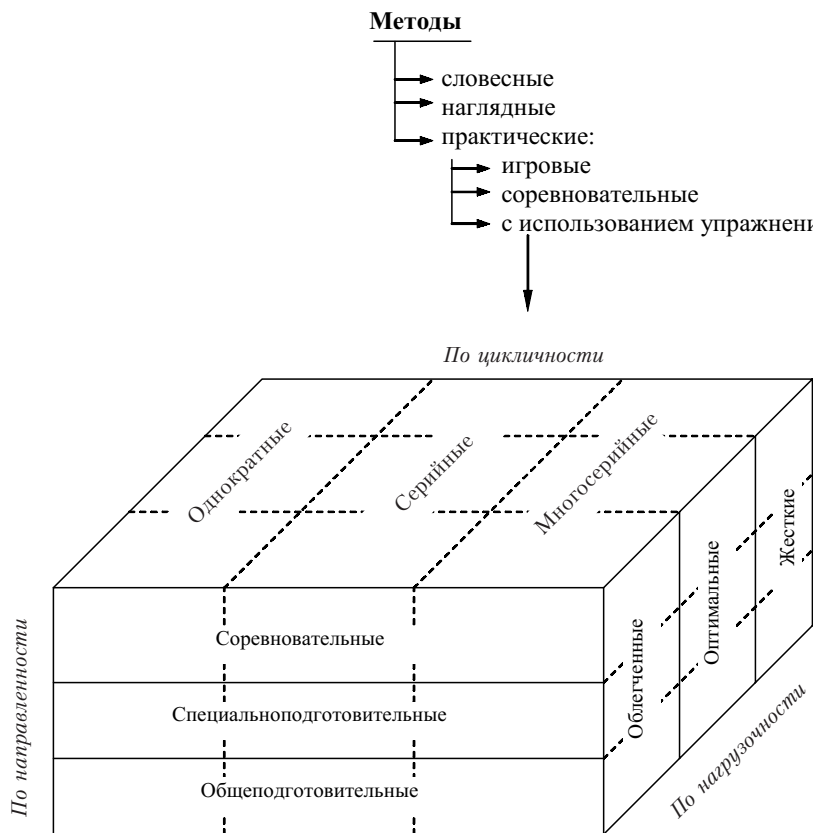 Методы
словесные
наглядные
практические:
игровые
соревновательные
с использованием упражнени
По цикличности
Однократные
Серийные
Многосерийные
Жесткие
Оптимальные
Облегченные
Соревновательные
Специальноподготовительные
Общеподготовительные
По направленности
По нагрузочности